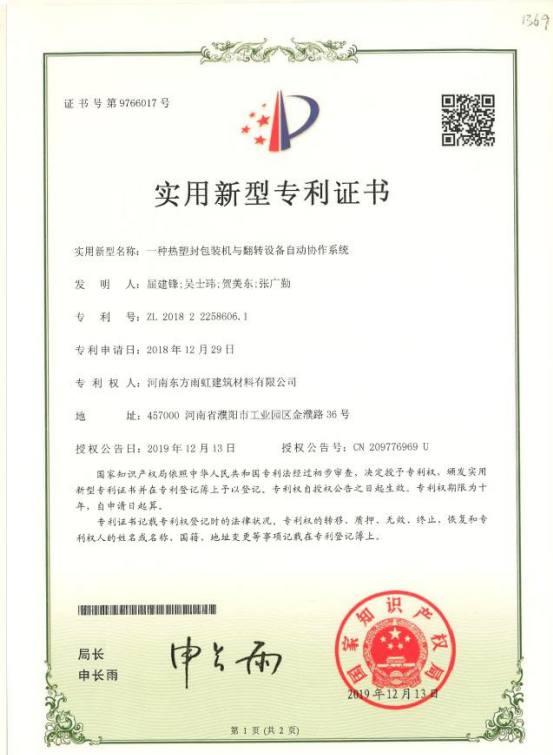 1369
证书号第9766017号
实用新型专利证书
实用新型名称：一种热塑封包装机与翻转设备自动协作系统
发 明 人：屈建锋;吴士玮;贺美东;张广勤
专 利 号：ZL 2018 2 2258606.1
专利申请日：2018年12月29日
专 利 权 人：河南东方雨虹建筑材料有限公司
地 址：457000 河南省濮阳市工业园区金濮路36号
授权公告日：2019年12月13日 授权公告号：CN 209776969 U
国家知识产权局依照中华人民共和国专利法经过初步审查，决定授予专利权，颁发实用
新型专利证书并在专利登记簿上予以登记。专利权自授权公告之日起生效。专利权期限为十
年，自申请日起算。
专利证书记载专利权登记时的法律状况。专利权的转移、质押、无效、终止、恢复和专
利权人的姓名或名称、国籍、地址变更等事项记载在专利登记簿上。
局长
申长雨
申长雨
国家知识产权局
2019年12月13日
第 1 页 (共 2 页)